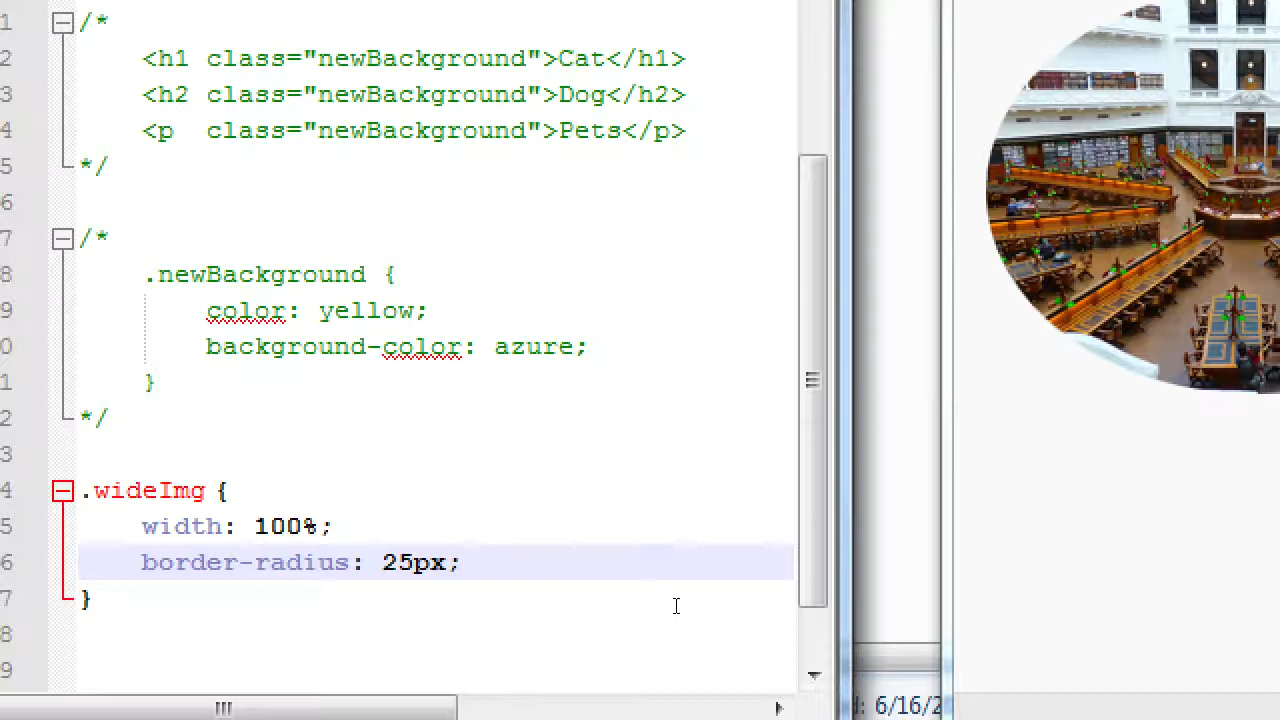 1 /*
2 <h1 class="newBackground">Cat</h1>
3 <h2 class="newBackground">Dog</h2>
4 <p  class="newBackground">Pets</p>
5 */
6
7 /*
8 .newBackground {
9 color: yellow;
0 background-color: azure;
1 }
2 */
3
4 .wideImg {
5 width: 100%;
6 border-radius: 25px;
7 }
8
9
d: 6/16/2